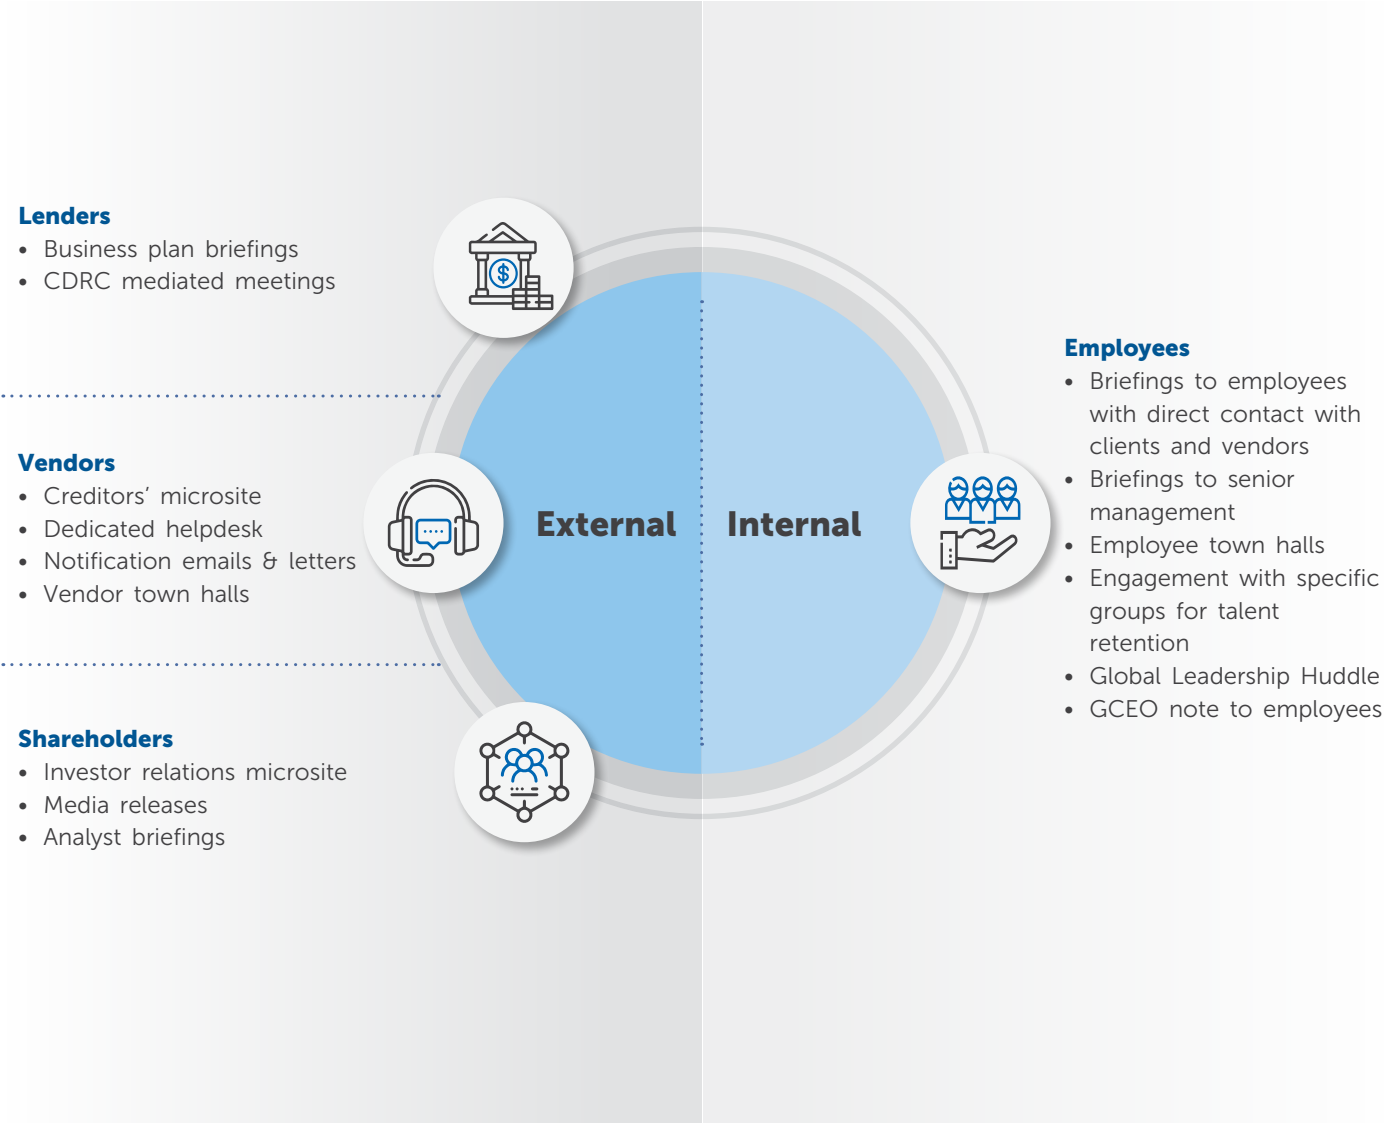 Lenders
• Business plan briefings
• CDRC mediated meetings
Vendors
• Creditors’ microsite
• Dedicated helpdesk
• Notification emails & letters
• Vendor town halls
Shareholders
• Investor relations microsite
• Media releases
• Analyst briefings
External
Internal
$
Employees
• Briefings to employees
with direct contact with
clients and vendors
• Briefings to senior
management
• Employee town halls
• Engagement with specific
groups for talent
retention
• Global Leadership Huddle
• GCEO note to employees